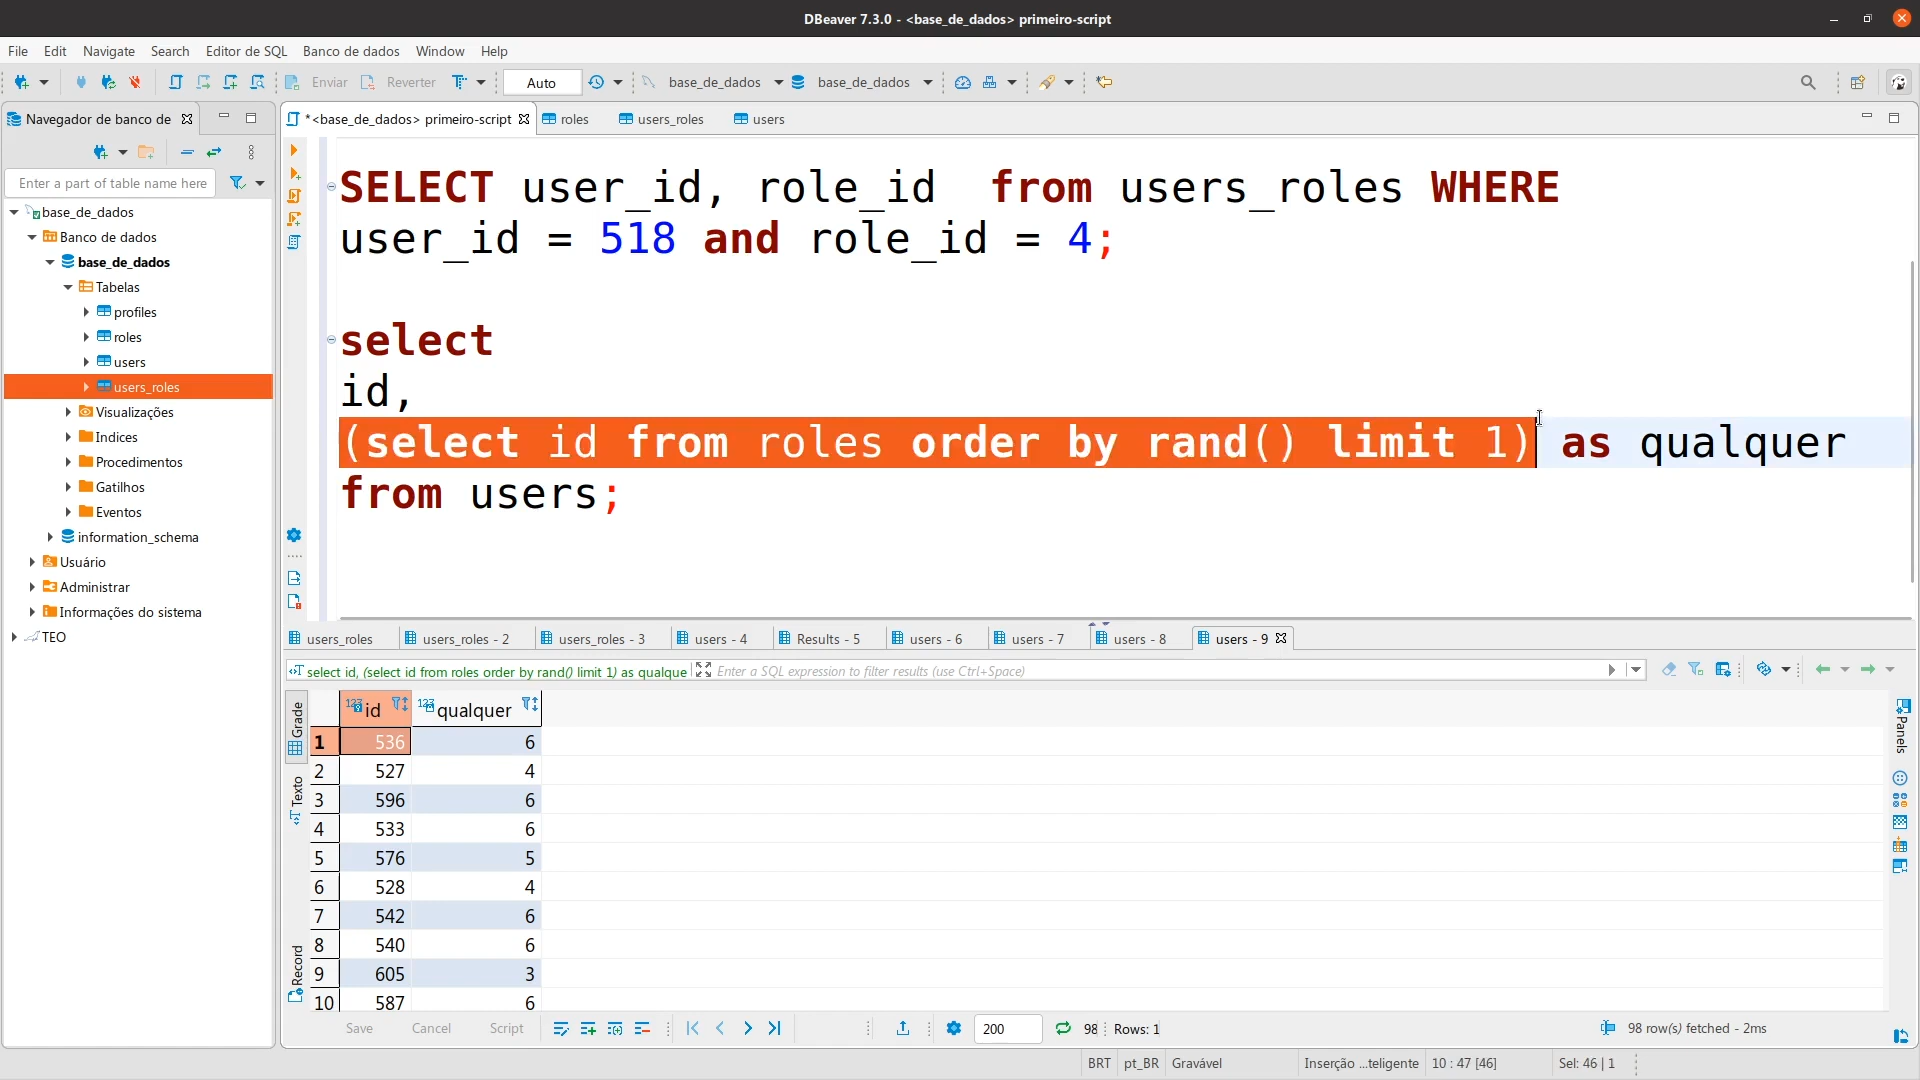 DBeaver 7.3.0 - <base_de_dados> primeiro-script
File Edit Navigate Search Editor de SQL Banco de dados Window Help
Enviar Reverter Auto base_de_dados base_de_dados
Navegador de banco de
*<base_de_dados> primeiro-script roles users_roles users
Enter a part of table name here
base_de_dados
Banco de dados
base_de_dados
Tabelas
profiles
roles
users
users_roles
Visualizações
Indices
Procedimentos
Gatilhos
Eventos
information_schema
Usuário
Administrar
Informações do sistema
TEO
SELECT user_id, role_id from users_roles WHERE
user_id = 518 and role_id = 4;
select
id,
(select id from roles order by rand() limit 1) as qualquer
from users;
users_roles users_roles - 2 users_roles - 3 users - 4 Results - 5 users - 6 users - 7 users - 8 users - 9
select id, (select id from roles order by rand() limit 1) as qualque Enter a SQL expression to filter results (use Ctrl+Space)
Grade
Texto
Record
Panels
id qualquer
1 536 6
2 527 4
3 596 6
4 533 6
5 576 5
6 528 4
7 542 6
8 540 6
9 605 3
10 587 6
Save Cancel Script 200 98 Rows: 1 98 row(s) fetched - 2ms
BRT pt_BR Gravável Inserção ...teligente 10 : 47 [46] Sel: 46 | 1